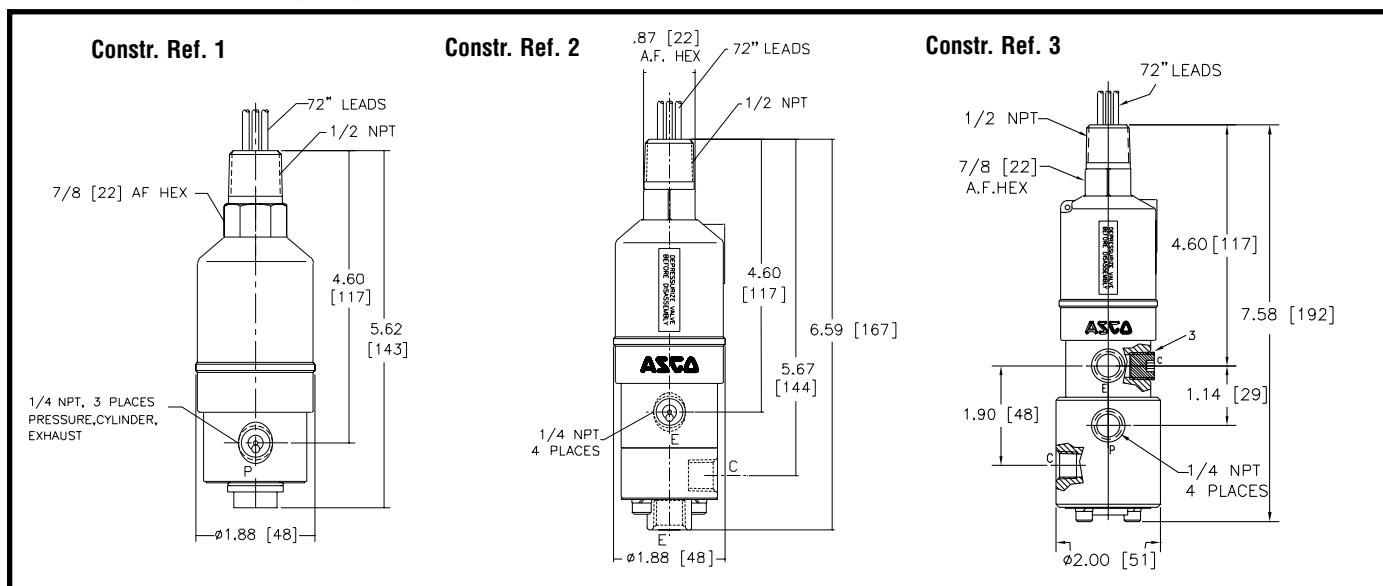 Constr. Ref. 1
72" LEADS
1/2 NPT
7/8 [22] AF HEX
4.60
[117]
5.62
[143]
1/4 NPT, 3 PLACES
PRESSURE,CYLINDER,
EXHAUST
P
ø1.88 [48]
Constr. Ref. 2
.87 [22]
A.F. HEX
72" LEADS
1/2 NPT
DEPRESSURIZE VALVE
BEFORE DISASSEMBLY
4.60
[117]
6.59 [167]
5.67
[144]
ASCO
1/4 NPT
4 PLACES
E
C
E
ø1.88 [48]
Constr. Ref. 3
72" LEADS
1/2 NPT
7/8 [22]
A.F.HEX
DEPRESSURIZE VALVE
BEFORE DISASSEMBLY
4.60 [117]
7.58 [192]
ASCO
3
C
E
1.90 [48]
1.14 [29]
P
C
1/4 NPT
4 PLACES
ø2.00 [51]